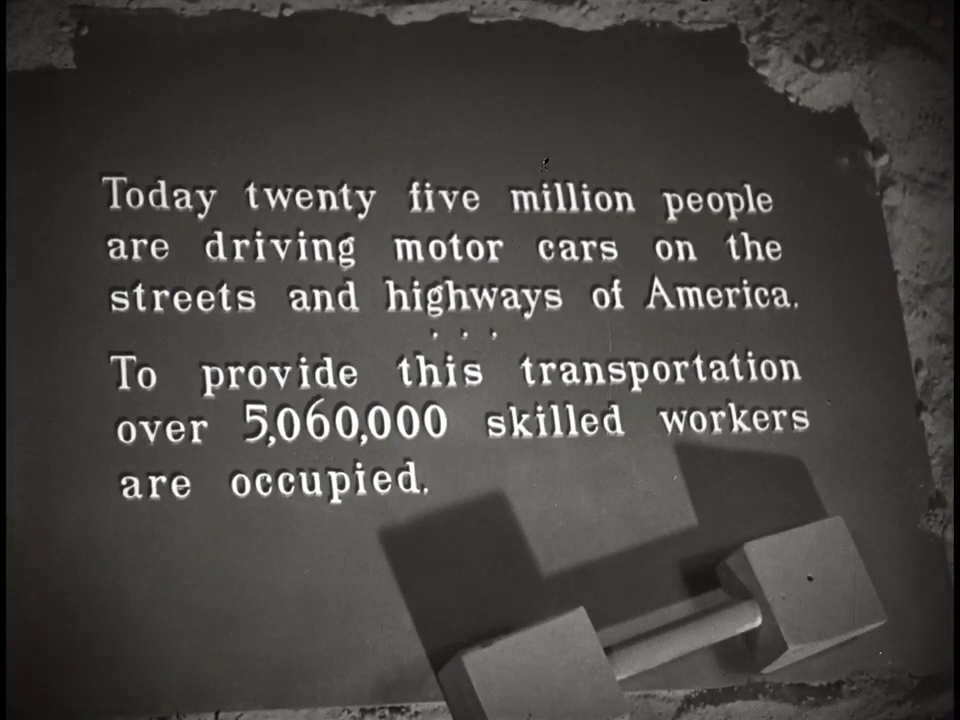 Today twenty five million people
are driving motor cars on the
streets and highways of America.
. . .
To provide this transportation
over 5,060,000 skilled workers
are occupied.